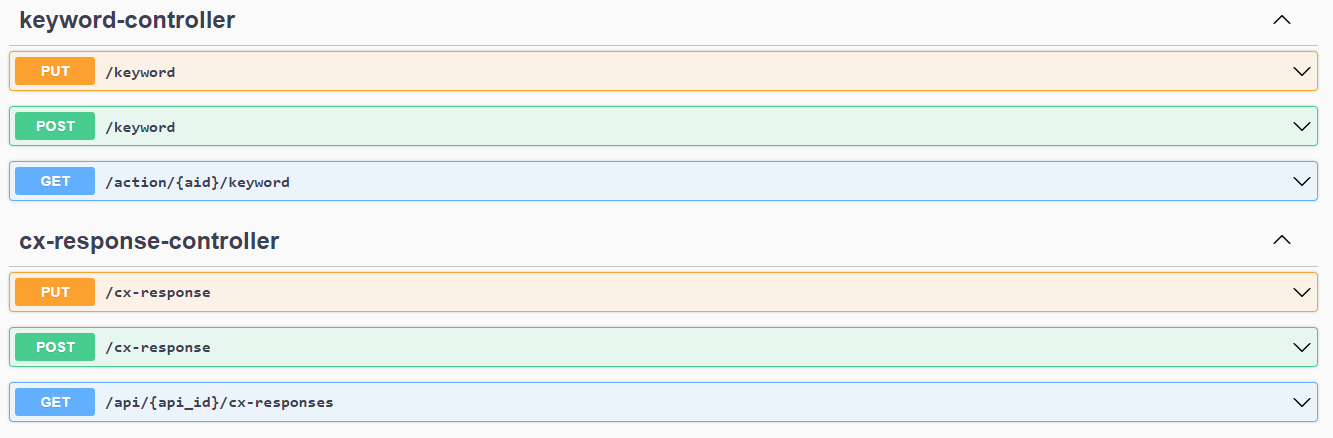 keyword-controller
PUT /keyword
POST /keyword
GET /action/{aid}/keyword
cx-response-controller
PUT /cx-response
POST /cx-response
GET /api/{api_id}/cx-responses